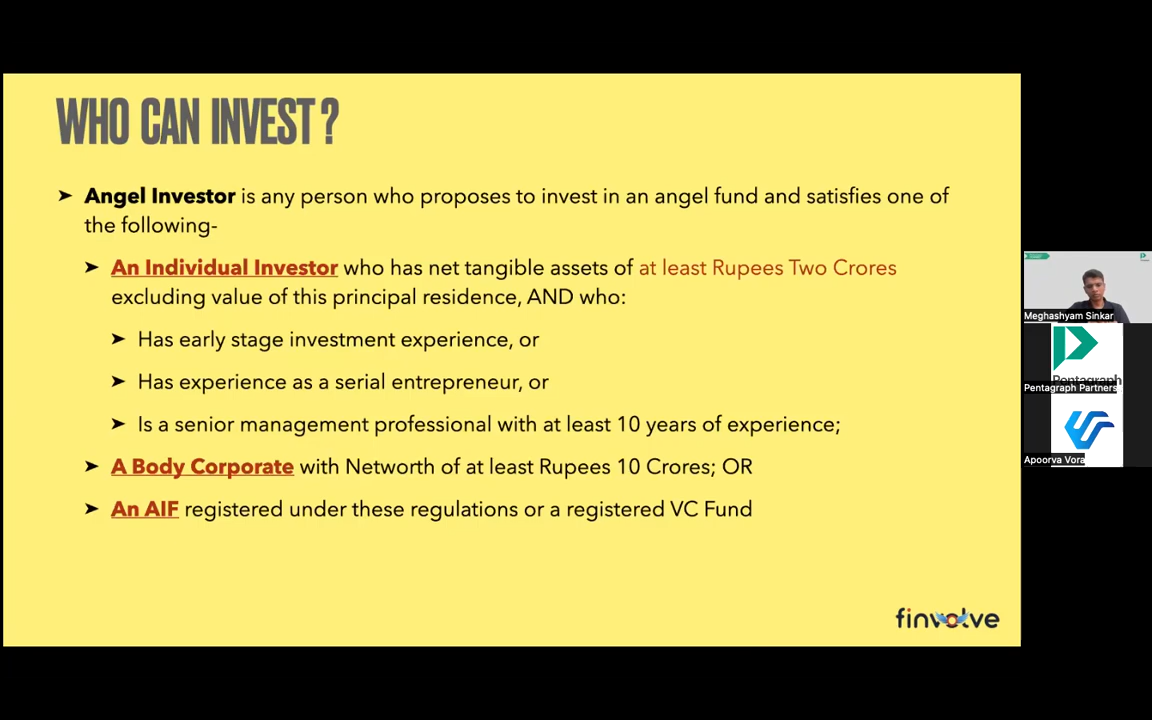 WHO CAN INVEST?
➤ Angel Investor is any person who proposes to invest in an angel fund and satisfies one of
the following-
➤ An Individual Investor who has net tangible assets of at least Rupees Two Crores
excluding value of this principal residence, AND who:
➤ Has early stage investment experience, or
➤ Has experience as a serial entrepreneur, or
➤ Is a senior management professional with at least 10 years of experience;
➤ A Body Corporate with Networth of at least Rupees 10 Crores; OR
➤ An AIF registered under these regulations or a registered VC Fund
finvolve
Meghashyam Sinkar
Pentagraph
Pentagraph Partners
Apoorva Vora